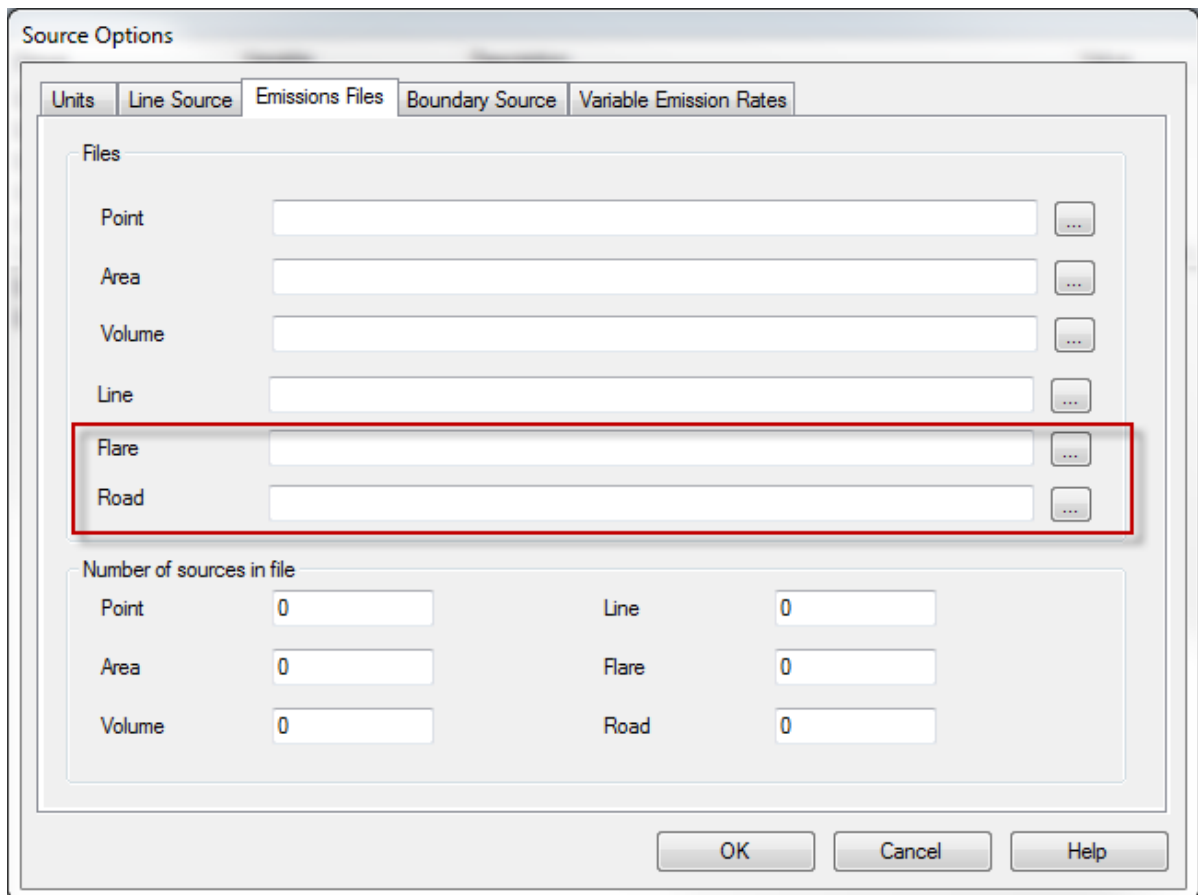 Source Options
Units Line Source Emissions Files Boundary Source Variable Emission Rates
Files
Point ...
Area ...
Volume ...
Line ...
Flare ...
Road ...
Number of sources in file
Point 0 Line 0
Area 0 Flare 0
Volume 0 Road 0
OK Cancel Help